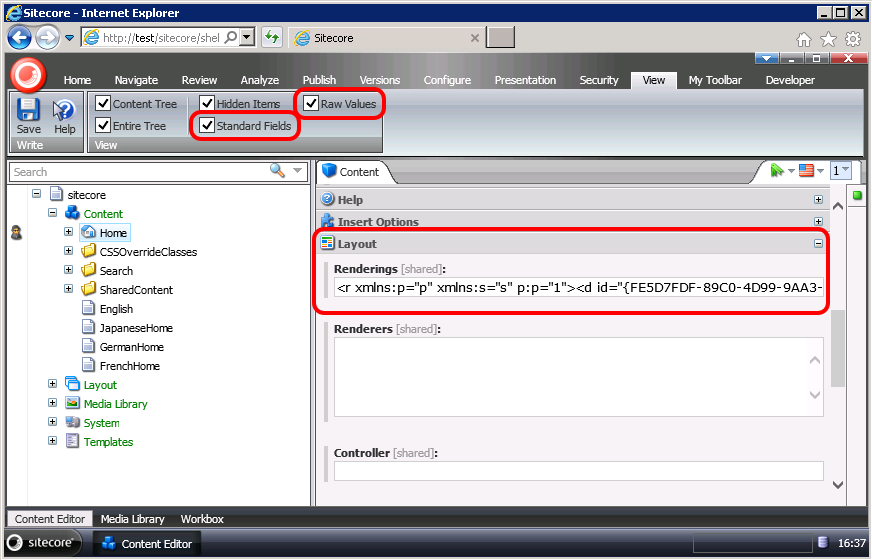 Sitecore - Internet Explorer
http://test/sitecore/shel
Sitecore
Home Navigate Review Analyze Publish Versions Configure Presentation Security View My Toolbar Developer
Save
Help
Write
Content Tree
Entire Tree
Hidden Items
Standard Fields
Raw Values
View
Search
sitecore
Content
Home
CSSOverrideClasses
Search
SharedContent
English
JapaneseHome
GermanHome
FrenchHome
Layout
Media Library
System
Templates
Content
1
Help
Insert Options
Layout
Renderings [shared]:
<r xmlns:p="p" xmlns:s="s" p:p="1"><d id="{FE5D7FDF-89C0-4D99-9AA3-
Renderers [shared]:
Controller [shared]:
Content Editor Media Library Workbox
sitecore Content Editor 16:37